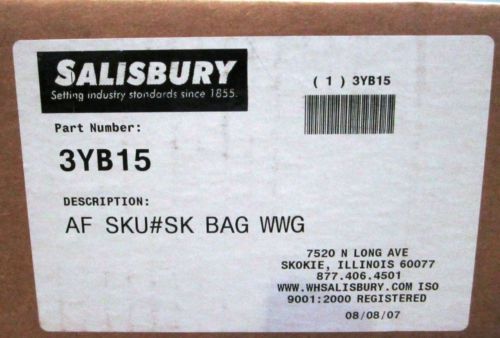 SALISBURY
Setting industry standards since 1855.
( 1 ) 3YB15
Part Number:
3YB15
DESCRIPTION:
AF SKU#SK BAG WWG
7520 N LONG AVE
SKOKIE, ILLINOIS 60077
877.406.4501
WWW.WHSALISBURY.COM ISO
9001:2000 REGISTERED
08/08/07